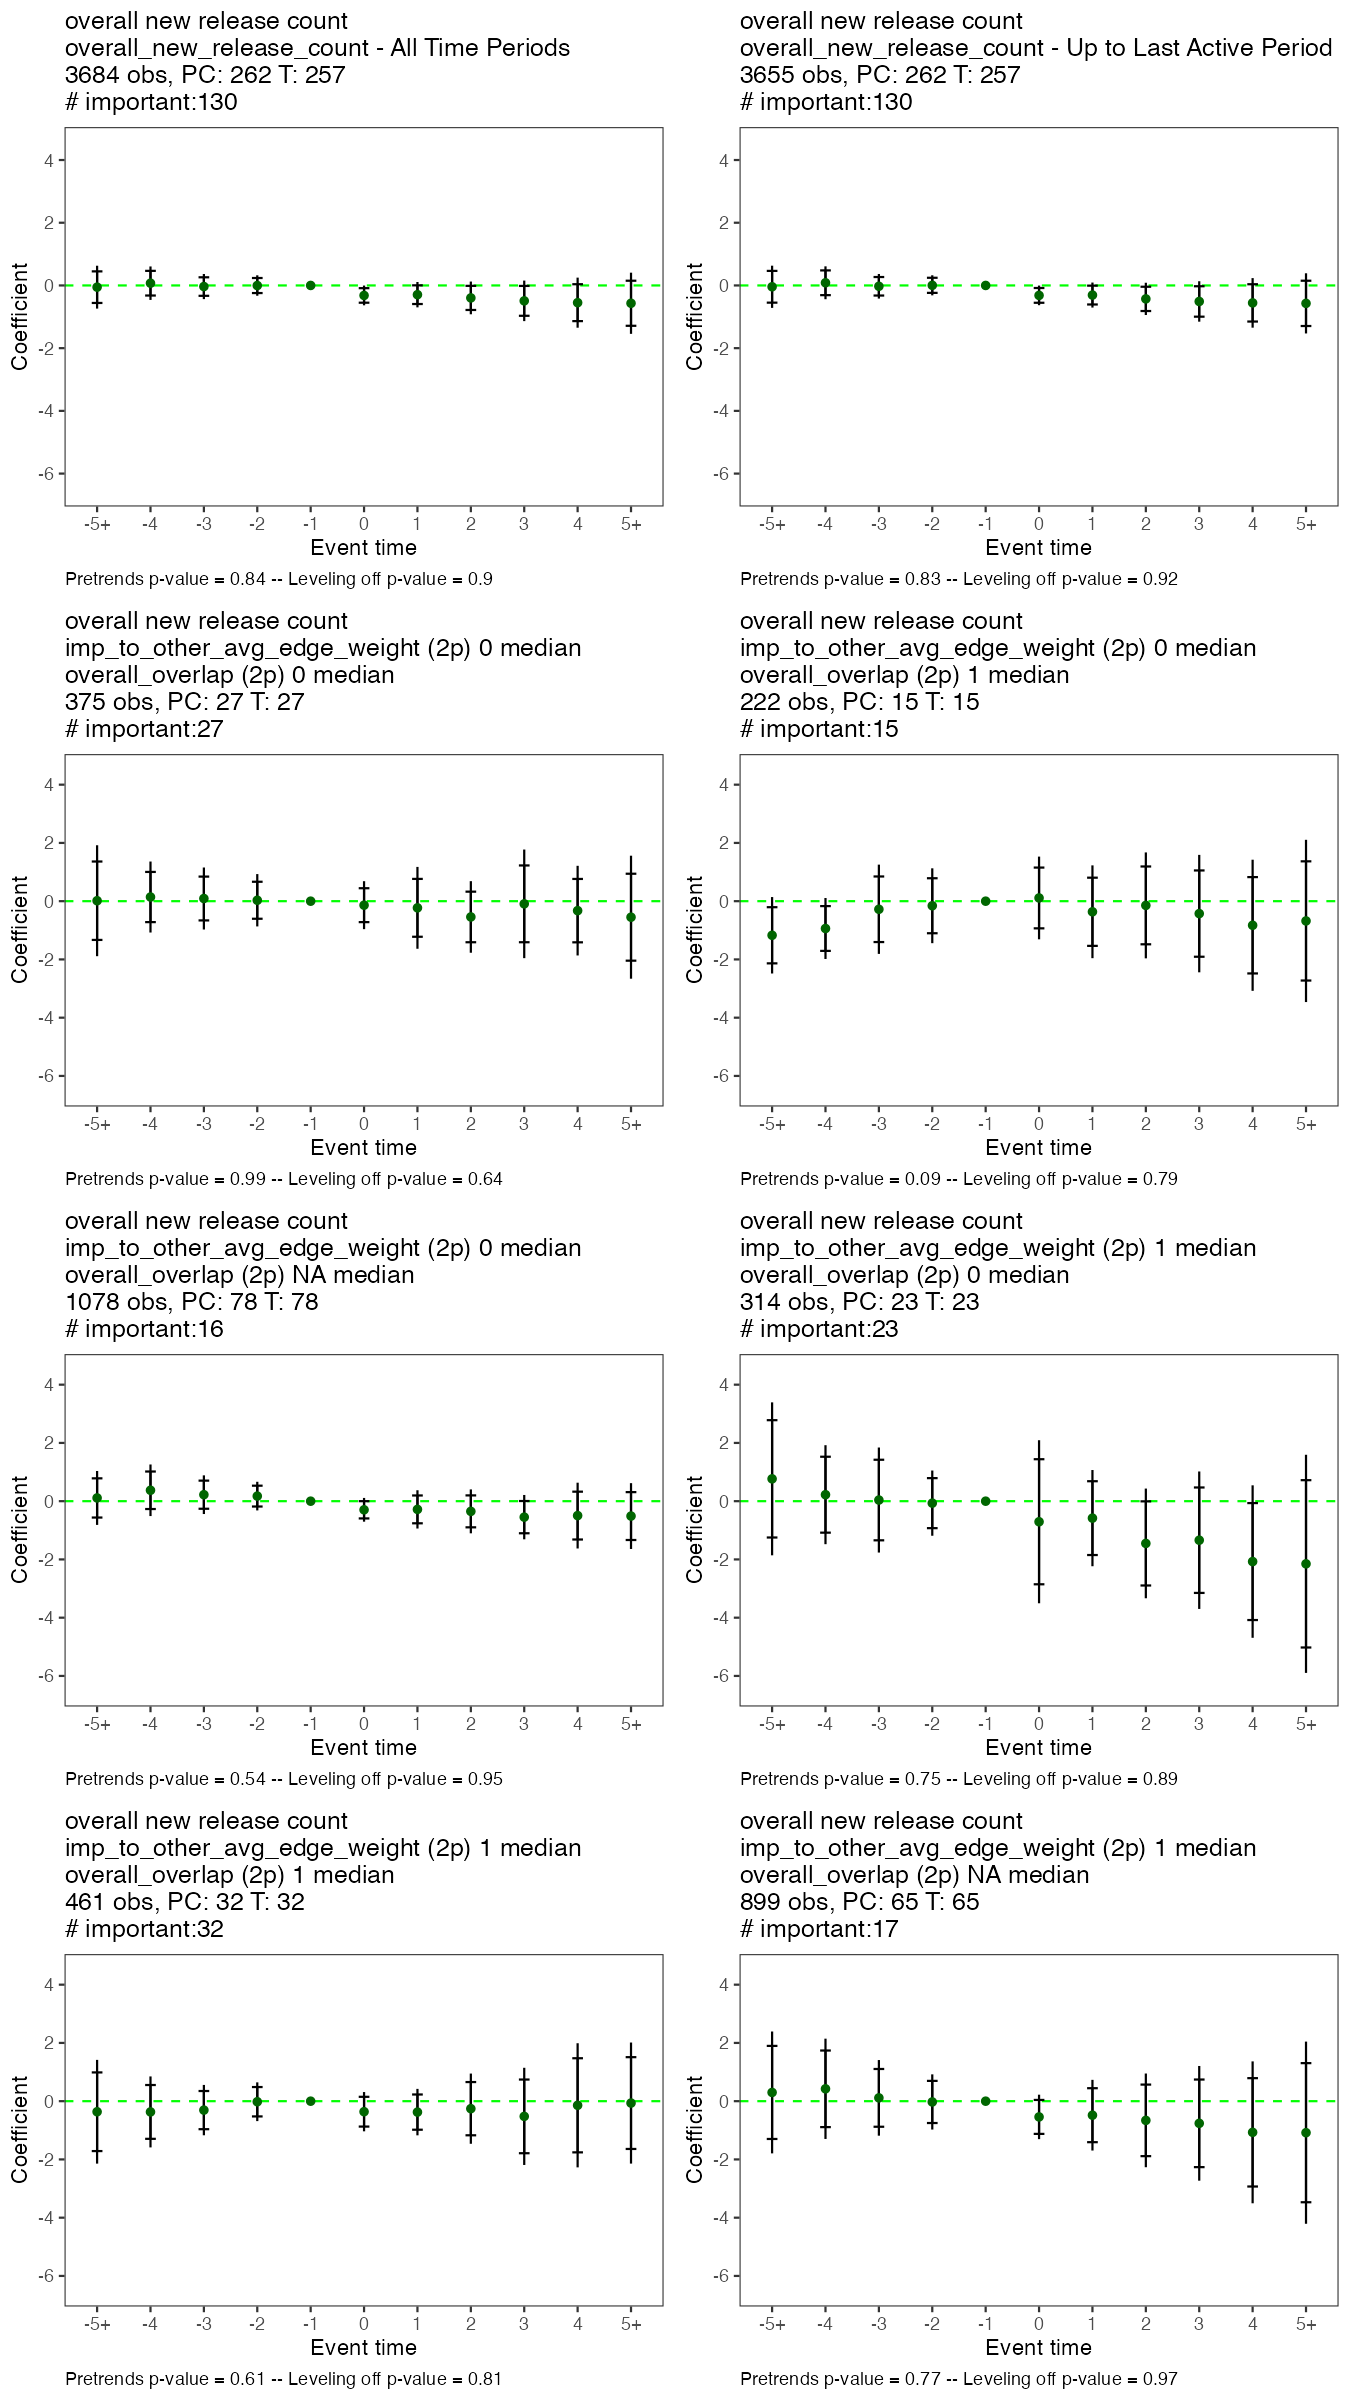 overall new release count
overall_new_release_count - All Time Periods
3684 obs, PC: 262 T: 257
# important:130
4
2
0
-2
-4
-6
Coefficient
-5+ -4 -3 -2 -1 0 1 2 3 4 5+
Event time
Pretrends p-value = 0.84 -- Leveling off p-value = 0.9
overall new release count
overall_new_release_count - Up to Last Active Period
3655 obs, PC: 262 T: 257
# important:130
4
2
0
-2
-4
-6
Coefficient
-5+ -4 -3 -2 -1 0 1 2 3 4 5+
Event time
Pretrends p-value = 0.83 -- Leveling off p-value = 0.92
overall new release count
imp_to_other_avg_edge_weight (2p) 0 median
overall_overlap (2p) 0 median
375 obs, PC: 27 T: 27
# important:27
4
2
0
-2
-4
-6
Coefficient
-5+ -4 -3 -2 -1 0 1 2 3 4 5+
Event time
Pretrends p-value = 0.99 -- Leveling off p-value = 0.64
overall new release count
imp_to_other_avg_edge_weight (2p) 0 median
overall_overlap (2p) 1 median
222 obs, PC: 15 T: 15
# important:15
4
2
0
-2
-4
-6
Coefficient
-5+ -4 -3 -2 -1 0 1 2 3 4 5+
Event time
Pretrends p-value = 0.09 -- Leveling off p-value = 0.79
overall new release count
imp_to_other_avg_edge_weight (2p) 0 median
overall_overlap (2p) NA median
1078 obs, PC: 78 T: 78
# important:16
4
2
0
-2
-4
-6
Coefficient
-5+ -4 -3 -2 -1 0 1 2 3 4 5+
Event time
Pretrends p-value = 0.54 -- Leveling off p-value = 0.95
overall new release count
imp_to_other_avg_edge_weight (2p) 1 median
overall_overlap (2p) 0 median
314 obs, PC: 23 T: 23
# important:23
4
2
0
-2
-4
-6
Coefficient
-5+ -4 -3 -2 -1 0 1 2 3 4 5+
Event time
Pretrends p-value = 0.75 -- Leveling off p-value = 0.89
overall new release count
imp_to_other_avg_edge_weight (2p) 1 median
overall_overlap (2p) 1 median
461 obs, PC: 32 T: 32
# important:32
4
2
0
-2
-4
-6
Coefficient
-5+ -4 -3 -2 -1 0 1 2 3 4 5+
Event time
Pretrends p-value = 0.61 -- Leveling off p-value = 0.81
overall new release count
imp_to_other_avg_edge_weight (2p) 1 median
overall_overlap (2p) NA median
899 obs, PC: 65 T: 65
# important:17
4
2
0
-2
-4
-6
Coefficient
-5+ -4 -3 -2 -1 0 1 2 3 4 5+
Event time
Pretrends p-value = 0.77 -- Leveling off p-value = 0.97